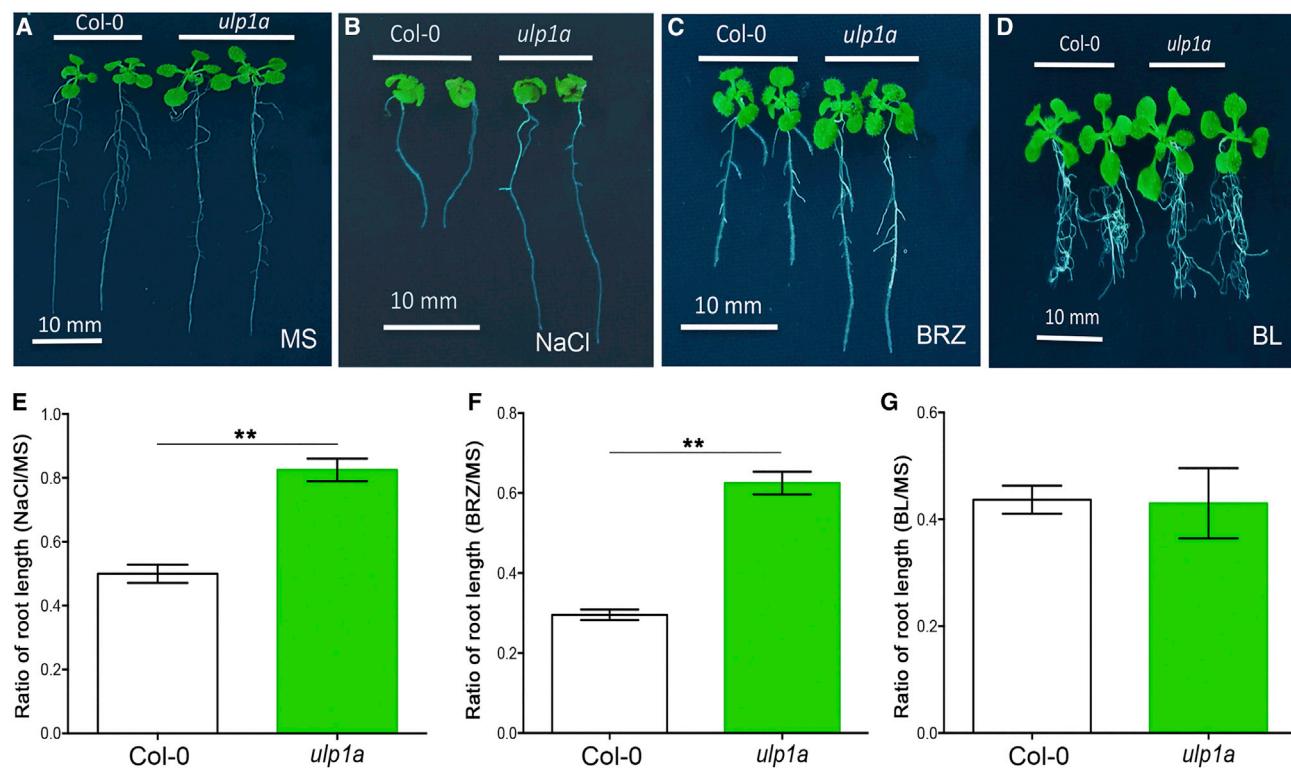 A
Col-0
ulp1a
10 mm
MS
B
Col-0
ulp1a
10 mm
NaCl
C
Col-0
ulp1a
10 mm
BRZ
D
Col-0
ulp1a
10 mm
BL
E
Ratio of root length (NaCl/MS)
1.0
0.8
0.6
0.4
0.2
0.0
**
Col-0
ulp1a
F
Ratio of root length (BRZ/MS)
0.8
0.6
0.4
0.2
0.0
**
Col-0
ulp1a
G
Ratio of root length (BL/MS)
0.6
0.4
0.2
0.0
Col-0
ulp1a